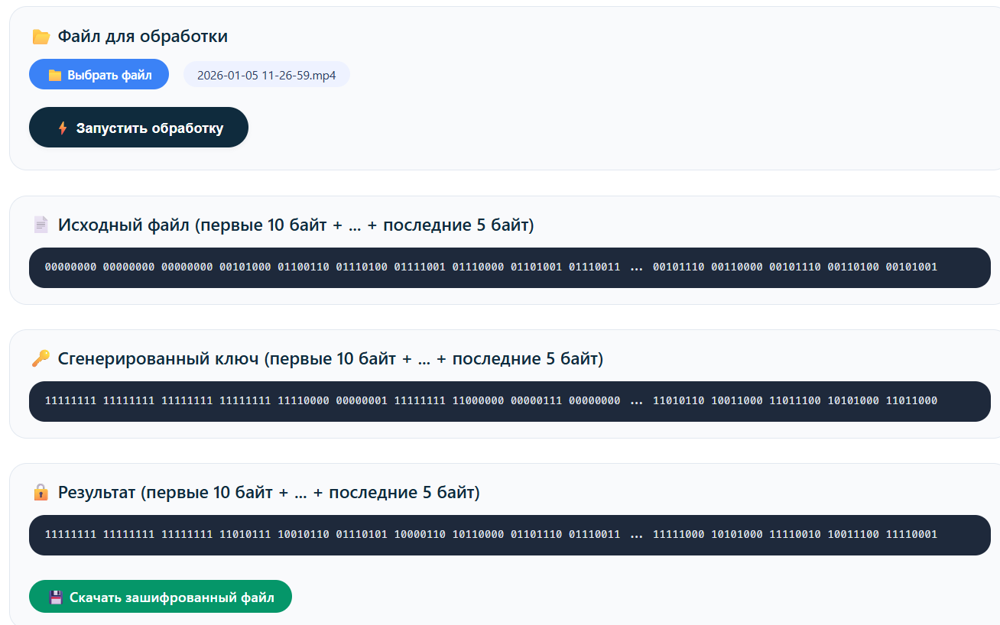 Файл для обработки
Выбрать файл 2026-01-05 11-26-59.mp4
Запустить обработку
Исходный файл (первые 10 байт + ... + последние 5 байт)
00000000 00000000 00000000 00101000 01100110 01110100 01111001 01110000 01101001 01110011 ... 00101110 00110000 00101110 00110100 00101001
Сгенерированный ключ (первые 10 байт + ... + последние 5 байт)
11111111 11111111 11111111 11111111 11110000 00000001 11111111 11000000 00000111 00000000 ... 11010110 10011000 11011100 10101000 11011000
Результат (первые 10 байт + ... + последние 5 байт)
11111111 11111111 11111111 11010111 10010110 01110101 10000110 10110000 01101110 01110011 ... 11111000 10101000 11110010 10011100 11110001
Скачать зашифрованный файл